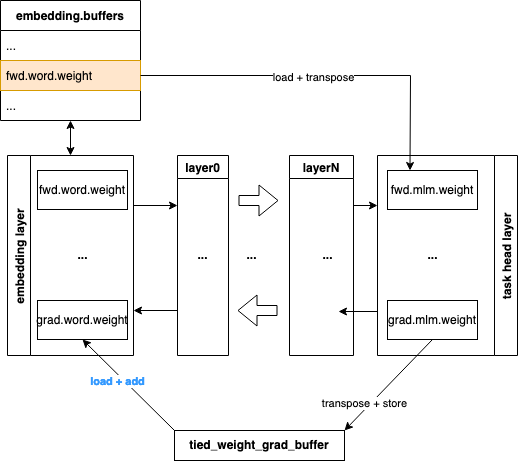 embedding.buffers
...
fwd.word.weight
...
load + transpose
embedding layer
fwd.word.weight
...
grad.word.weight
layer0
...
...
layerN
...
fwd.mlm.weight
...
grad.mlm.weight
task head layer
load + add
transpose + store
tied_weight_grad_buffer